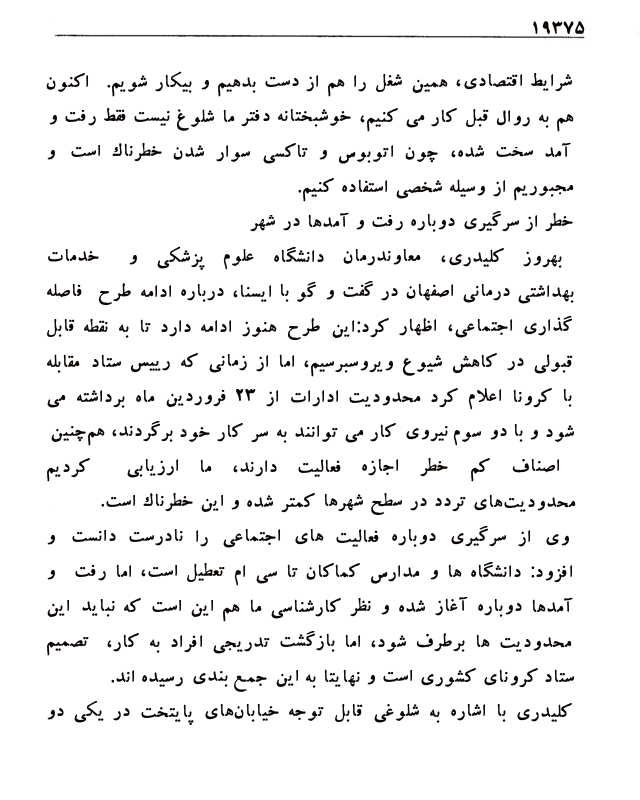 ۱۹۳۷۵
شرایط اقتصادی، همین شغل را هم از دست بدهیم و بیکار شویم. اکنون
هم به روال قبل کار می کنیم، خوشبختانه دفتر ما شلوغ نیست فقط رفت و
آمد سخت شده، چون اتوبوس و تاکسی سوار شدن خطرناك است و
مجبوریم از وسیله شخصی استفاده کنیم.
خطر از سرگیری دوباره رفت و آمدها در شهر
بهروز کلیدری، معاوندرمان دانشگاه علوم پزشکی و خدمات
بهداشتی درمانی اصفهان در گفت و گو با ایسنا، درباره ادامه طرح فاصله
گذاری اجتماعی، اظهار کرد:این طرح هنوز ادامه دارد تا به نقطه قابل
قبولی در کاهش شیوع ویروسبرسیم، اما از زمانی که رییس ستاد مقابله
با کرونا اعلام کرد محدودیت ادارات از ۲۳ فروردین ماه برداشته می
شود و با دو سوم نیروی کار می توانند به سر کار خود برگردند، هم‌چنین
اصناف کم خطر اجازه فعالیت دارند، ما ارزیابی کردیم
محدودیت‌های تردد در سطح شهرها کمتر شده و این خطرناك است.
وی از سرگیری دوباره فعالیت های اجتماعی را نادرست دانست و
افزود: دانشگاه ها و مدارس کماکان تا سی ام تعطیل است، اما رفت و
آمدها دوباره آغاز شده و نظر کارشناسی ما هم این است که نباید این
محدودیت ها برطرف شود، اما بازگشت تدریجی افراد به کار، تصمیم
ستاد کرونای کشوری است و نهایتا به این جمع بندی رسیده اند.
کلیدری با اشاره به شلوغی قابل توجه خیابان‌های پایتخت در یکی دو